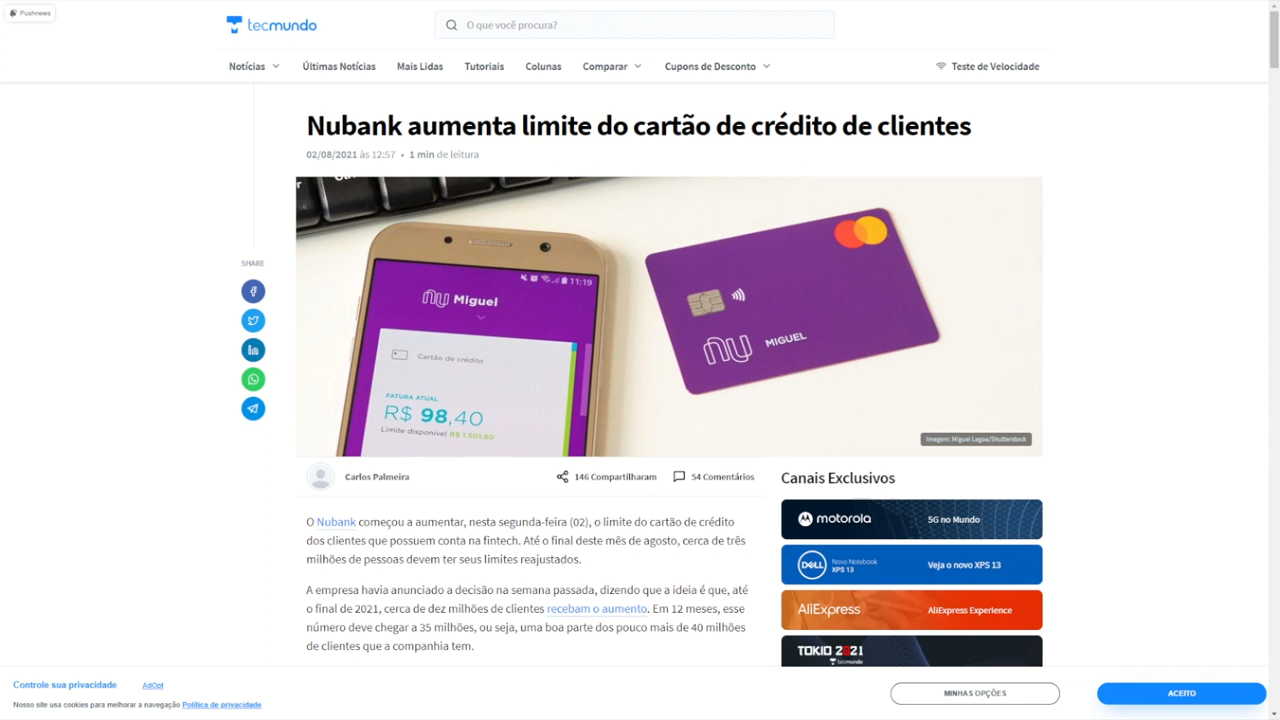 Pushnews
tecmundo
O que você procura?
Notícias Últimas Notícias Mais Lidas Tutoriais Colunas Comparar Cupons de Desconto Teste de Velocidade
Nubank aumenta limite do cartão de crédito de clientes
02/08/2021 às 12:57 • 1 min de leitura
SHARE
11:19
nu Miguel
Cartão de crédito
FATURA ATUAL
R$ 98,40
Limite disponível R$ 1.501,60
nu MIGUEL
Imagem: Miguel Lagoa/Shutterstock
Carlos Palmeira 146 Compartilharam 54 Comentários
O Nubank começou a aumentar, nesta segunda-feira (02), o limite do cartão de crédito
dos clientes que possuem conta na fintech. Até o final deste mês de agosto, cerca de três
milhões de pessoas devem ter seus limites reajustados.
A empresa havia anunciado a decisão na semana passada, dizendo que a ideia é que, até
o final de 2021, cerca de dez milhões de clientes recebam o aumento. Em 12 meses, esse
número deve chegar a 35 milhões, ou seja, uma boa parte dos pouco mais de 40 milhões
de clientes que a companhia tem.
Canais Exclusivos
motorola 5G no Mundo
DELL Novo Notebook XPS 13 Veja o novo XPS 13
AliExpress AliExpress Experience
TOKIO 2021
tecmundo
Controle sua privacidade AdOpt
Nosso site usa cookies para melhorar a navegação Política de privacidade
MINHAS OPÇÕES
ACEITO